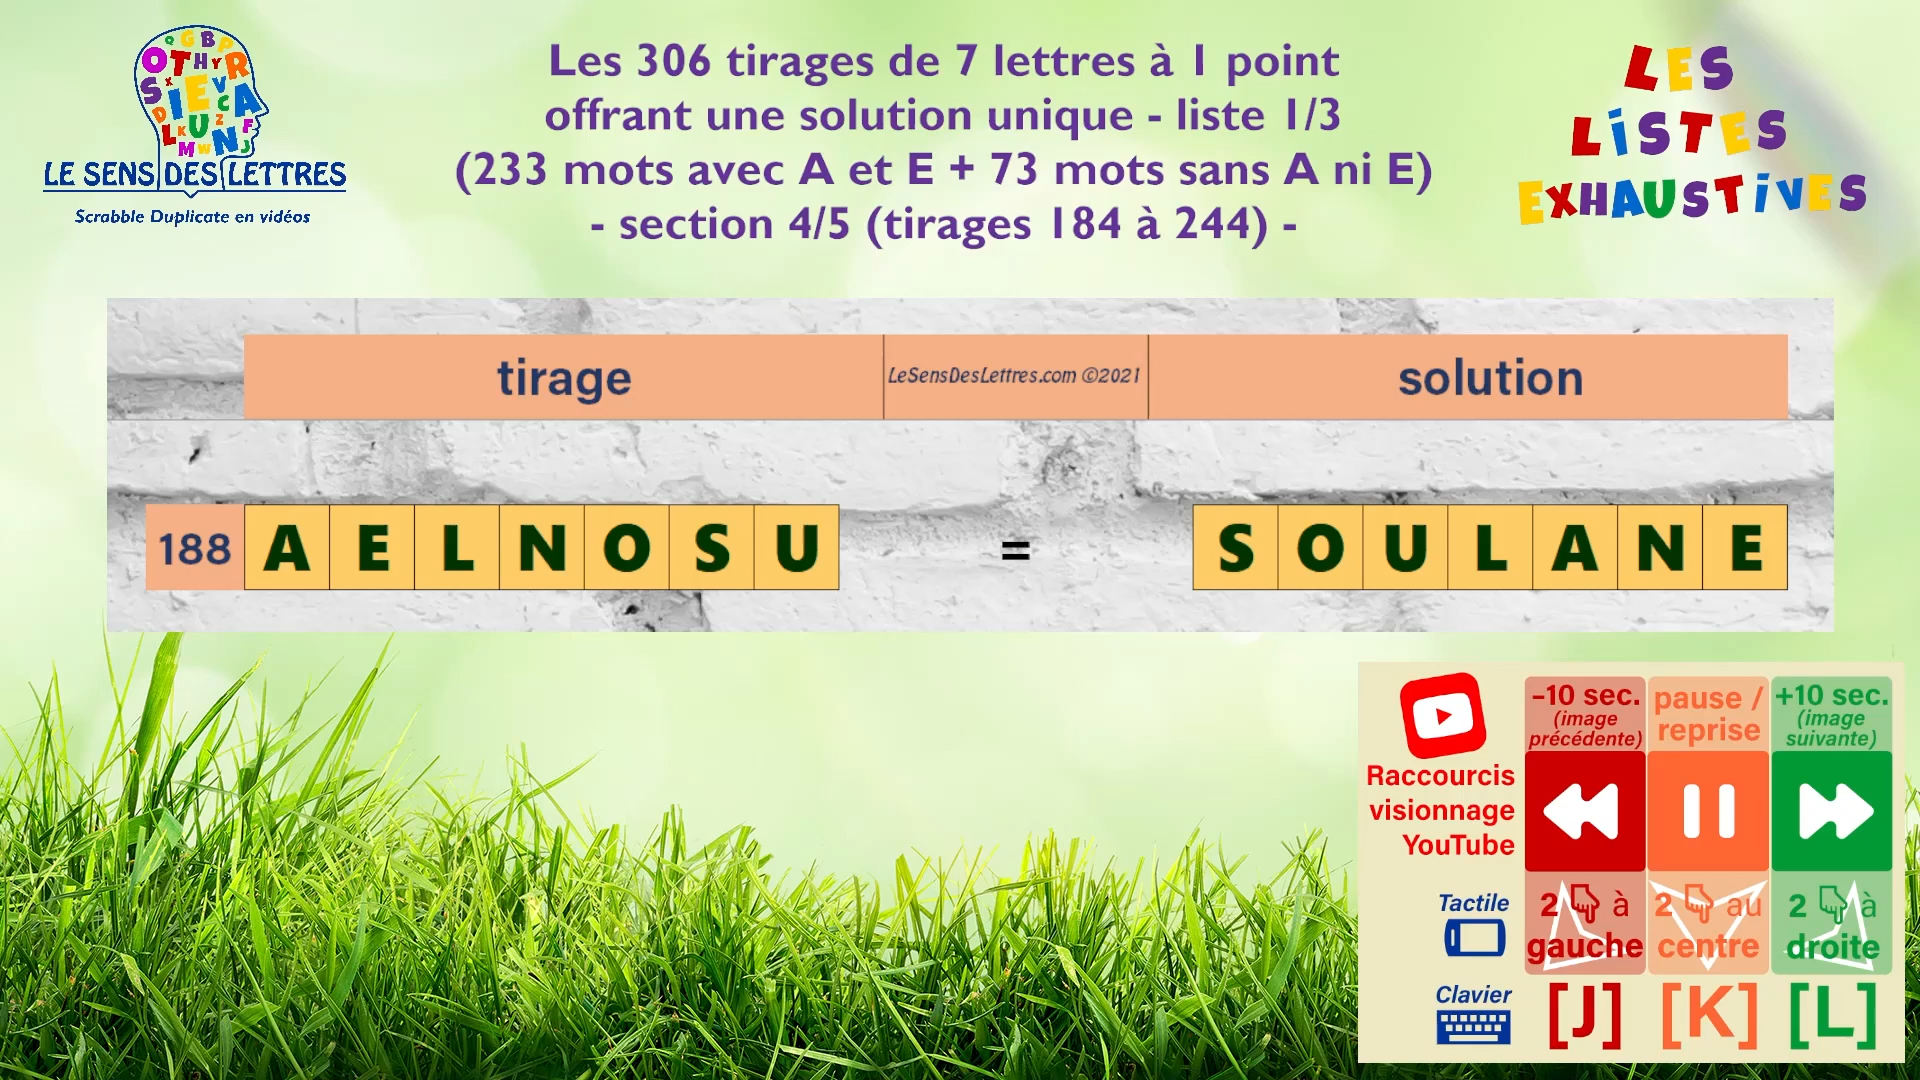 LE SENS DES LETTRES
Scrabble Duplicate en vidéos
Les 306 tirages de 7 lettres à 1 point
offrant une solution unique - liste 1/3
(233 mots avec A et E + 73 mots sans A ni E)
- section 4/5 (tirages 184 à 244) -
LES
LiSTES
EXHAUSTiVES
tirage
LeSensDesLettres.com ©2021
solution
188 A E L N O S U = S O U L A N E
Raccourcis
visionnage
YouTube
–10 sec.
(image
précédente)
pause /
reprise
+10 sec.
(image
suivante)
Tactile
2 à
gauche
2 au
centre
2 à
droite
Clavier
[J] [K] [L]